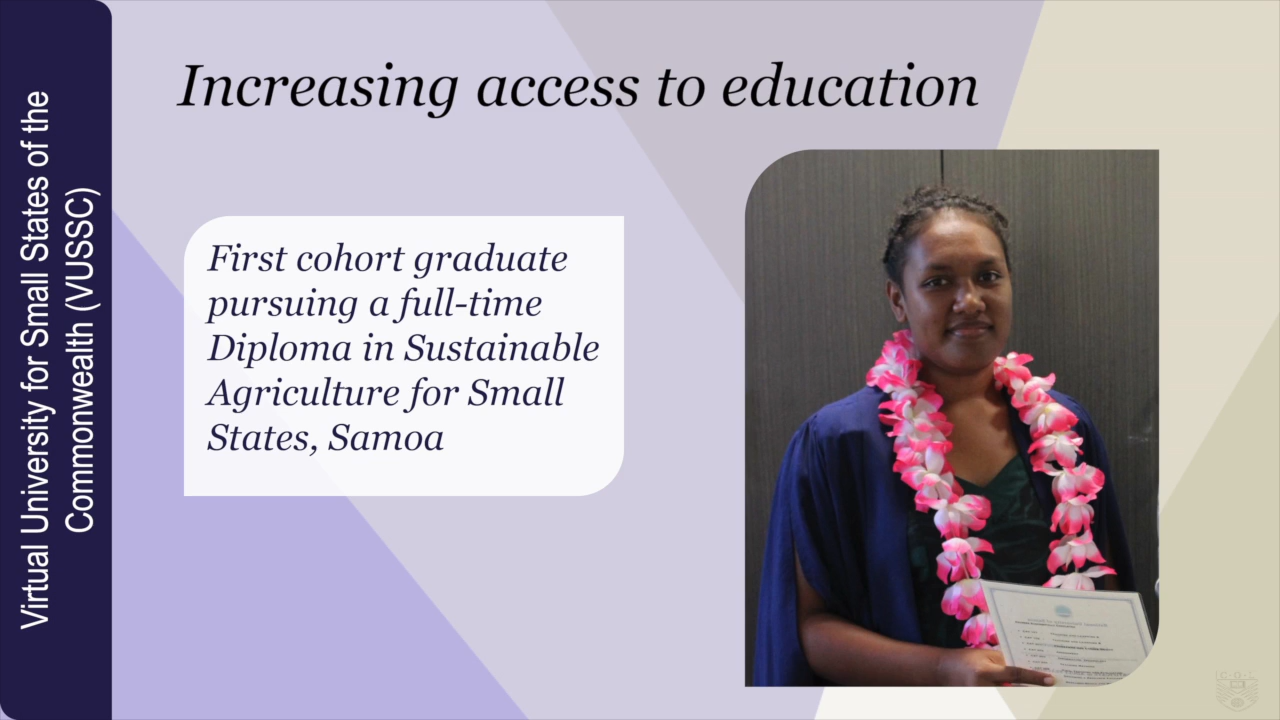 Virtual University for Small States of the
Commonwealth (VUSSC)
Increasing access to education
First cohort graduate
pursuing a full-time
Diploma in Sustainable
Agriculture for Small
States, Samoa